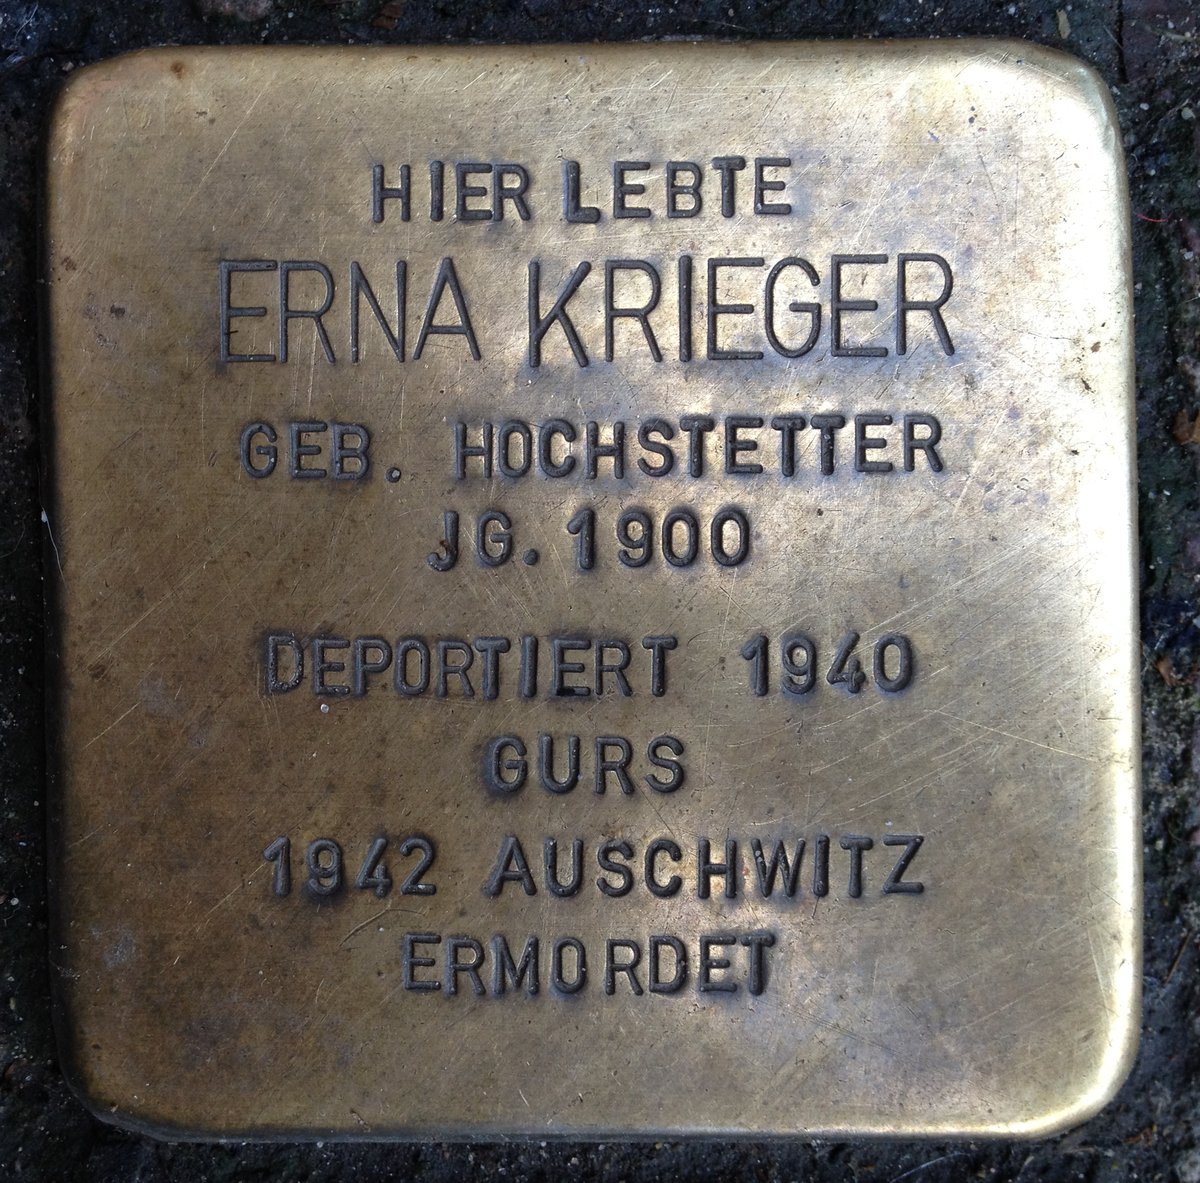 HIER LEBTE
ERNA KRIEGER
GEB. HOCHSTETTER
JG. 1900
DEPORTIERT 1940
GURS
1942 AUSCHWITZ
ERMORDET